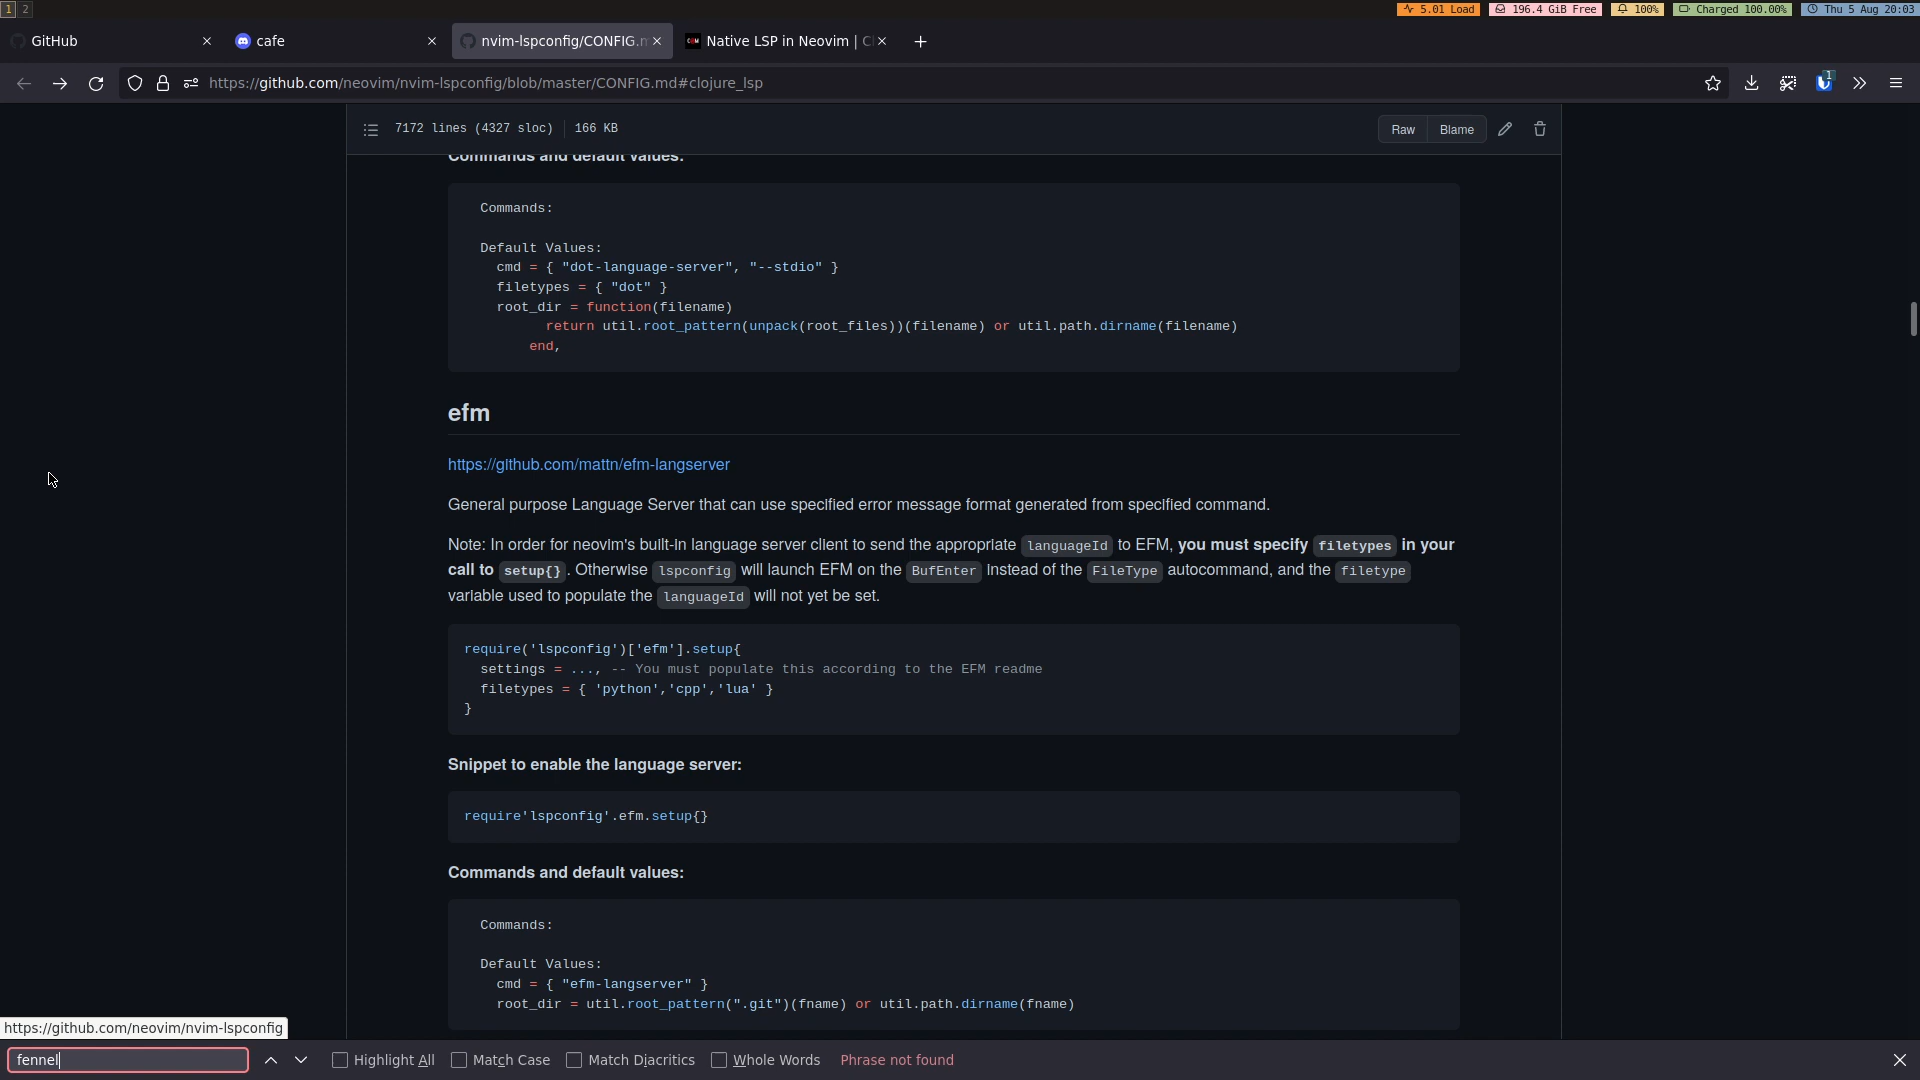 1 2 5.01 Load 196.4 GiB Free 100% Charged 100.00% Thu 5 Aug 20:03
GitHub cafe nvim-lspconfig/CONFIG.n Native LSP in Neovim | C
https://github.com/neovim/nvim-lspconfig/blob/master/CONFIG.md#clojure_lsp 1
7172 lines (4327 sloc) 166 KB Raw Blame
Commands and default values:
Commands:
Default Values:
cmd = { "dot-language-server", "--stdio" }
filetypes = { "dot" }
root_dir = function(filename)
return util.root_pattern(unpack(root_files))(filename) or util.path.dirname(filename)
end,
efm
https://github.com/mattn/efm-langserver
General purpose Language Server that can use specified error message format generated from specified command.
Note: In order for neovim's built-in language server client to send the appropriate languageId to EFM, you must specify filetypes in your
call to setup{} . Otherwise lspconfig will launch EFM on the BufEnter instead of the FileType autocommand, and the filetype
variable used to populate the languageId will not yet be set.
require('lspconfig')['efm'].setup{
settings = ..., -- You must populate this according to the EFM readme
filetypes = { 'python','cpp','lua' }
}
Snippet to enable the language server:
require'lspconfig'.efm.setup{}
Commands and default values:
Commands:
Default Values:
cmd = { "efm-langserver" }
root_dir = util.root_pattern(".git")(fname) or util.path.dirname(fname)
https://github.com/neovim/nvim-lspconfig
fennel Highlight All Match Case Match Diacritics Whole Words Phrase not found